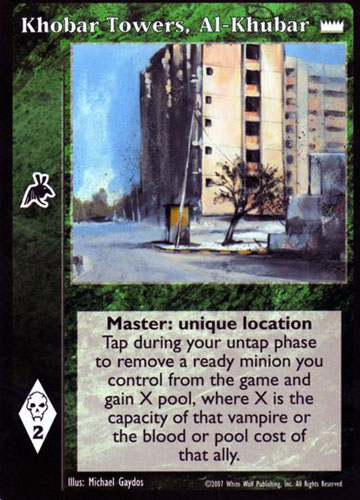 Khobar Towers, Al-Khubar
Master: unique location
Tap during your untap phase
to remove a ready minion you
control from the game and
gain X pool, where X is the
capacity of that vampire or
the blood or pool cost of
that ally.
2
Illus: Michael Gaydos
©2007 White Wolf Publishing, Inc. All Rights Reserved